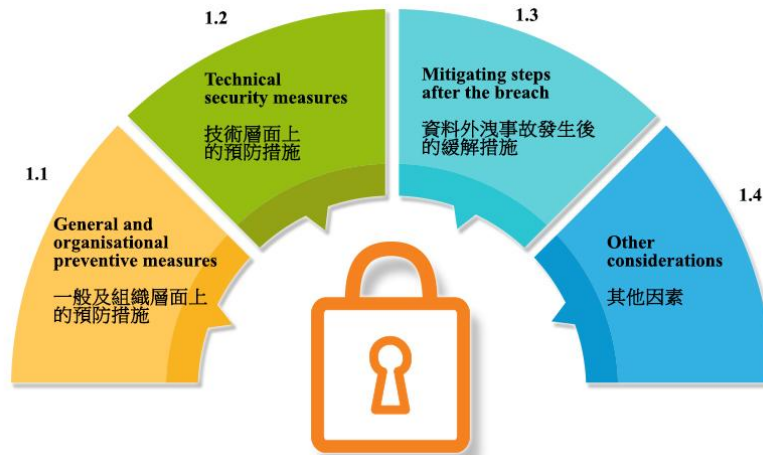 1.1
General and
organisational
preventive measures
一般及組織層面上
的預防措施
1.2
Technical
security measures
技術層面上
的預防措施
1.3
Mitigating steps
after the breach
資料外洩事故發生後
的緩解措施
1.4
Other
considerations
其他因素